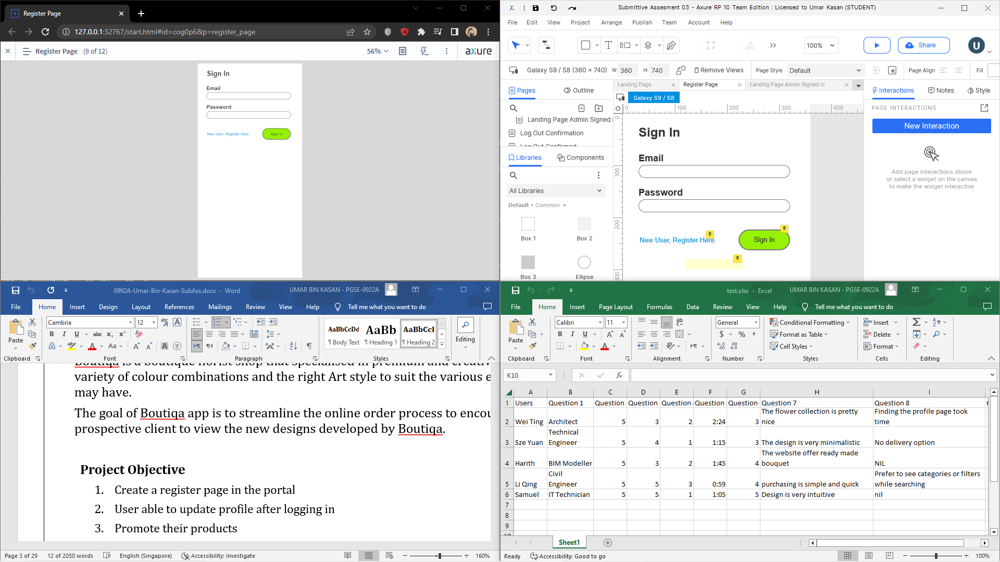 Register Page
127.0.0.1:32767/start.html#id=cog0p6&p=register_page
Register Page (9 of 12)
56%
axure
Sign In
Email
Password
New User, Register Here
Sign In
Submittive Assesment 03 - Axure RP 10 Team Edition : Licensed to Umar Kasan (STUDENT)
File Edit View Project Arrange Publish Team Account Help
100%
Share
U
Galaxy S9 / S8 (360 × 740) W: 360 H: 740 Remove Views Page Style Default Page Align Fill
Pages Outline
Landing Page Register Page Landing Page Admin Signed in
Interactions Notes Style
Galaxy S9 / S8
0 100 200 300 400
PAGE INTERACTIONS
New Interaction
Add page interactions above
or select a widget on the canvas
to make the widget interactive
Landing Page Admin Signed i
Log Out Confirmation
Log Out Confirmed
Libraries Components
All Libraries
Default • Common
Box 1 Box 2
Box 3 Ellipse
0
100
200
300
Sign In
Email
Password
New User, Register Here
Sign In
0992A-Umar-Bin-Kasan-SubAss.docx - Word
UMAR BIN KASAN - PGSE-0922A
File Home Insert Design Layout References Mailings Review View Help Tell me what you want to do
Paste
Cambria 12
AaBbCcDd AaBb AaBbCcI
¶ Body Text ¶ Heading 1 ¶ Heading 2
Editing
Clipboard Font Paragraph Styles
Boutiqa is a boutique florist shop that specialised in premium and creativ
variety of colour combinations and the right Art style to suit the various e
may have.
The goal of Boutiqa app is to streamline the online order process to encou
prospective client to view the new designs developed by Boutiqa.
Project Objective
1. Create a register page in the portal
2. User able to update profile after logging in
3. Promote their products
Page 3 of 29 12 of 2050 words English (Singapore) Accessibility: Investigate 160%
test.xlsx - Excel
UMAR BIN KASAN - PGSE-0922A
File Home Insert Page Layout Formulas Data Review View Help Tell me what you want to do
Paste
Calibri 11
General
Conditional Formatting
Format as Table
Cell Styles
Insert
Delete
Format
Clipboard Font Alignment Number Styles Cells Editing
K10 fx
A B C D E F G H I
1 Users Question 1 Question Question Question Question Question Question 7 Question 8
2 Wei Ting Architect 5 3 2 2:24 3 The flower collection is pretty nice Finding the profile page took time
3 Sze Yuan Technical Engineer 5 4 1 1:15 3 The design is very minimalistic No delivery option
4 Harith BIM Modeller 5 3 2 1:45 4 The website offer ready made bouquet NIL
5 Li Qing Civil Engineer 5 5 3 0:59 4 purchasing is simple and quick Prefer to see categories or filters while searching
6 Samuel IT Technician 5 5 1 1:05 5 Design is very intuitive nil
7
8
9
10
Sheet1
Ready Accessibility: Good to go 100%